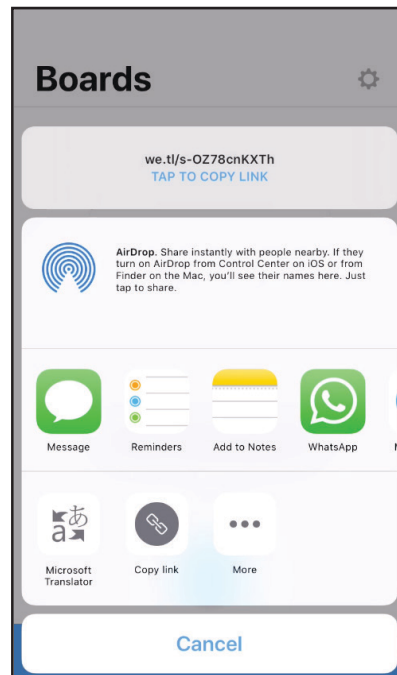 Boards
we.tl/s-OZ78cnKXTh
TAP TO COPY LINK
AirDrop. Share instantly with people nearby. If they
turn on AirDrop from Control Center on iOS or from
Finder on the Mac, you'll see their names here. Just
tap to share.
Message Reminders Add to Notes WhatsApp M
あ
a
Microsoft Copy link More
Translator
Cancel